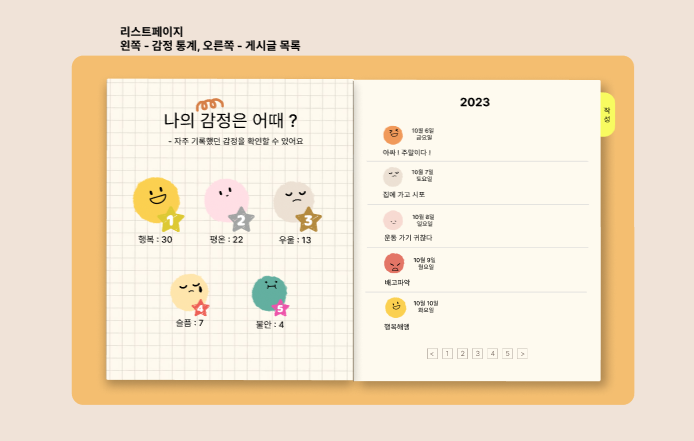 리스트페이지
왼쪽 - 감정 통계, 오른쪽 - 게시글 목록
나의 감정은 어때 ?
- 자주 기록했던 감정을 확인할 수 있어요
1
2
3
행복 : 30
평온 : 22
우울 : 13
4
5
슬픔 : 7
불안 : 4
2023
10월 6일
금요일
아싸 ! 주말이다 !
10월 7일
토요일
집에 가고 시포
10월 8일
일요일
운동 가기 귀찮다
10월 9일
월요일
배고파악
10월 10일
화요일
행복해앵
< 1 2 3 4 5 >
작
성